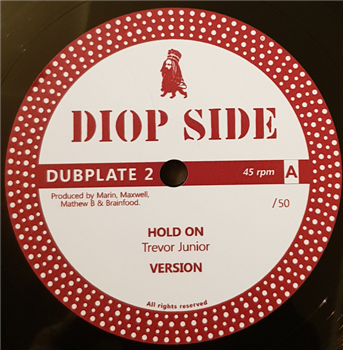 DIOP SIDE
DUBPLATE 2 45 rpm A
Produced by Marin, Maxwell,
Mathew B & Brainfood.
/50
HOLD ON
Trevor Junior
VERSION
All rights reserved